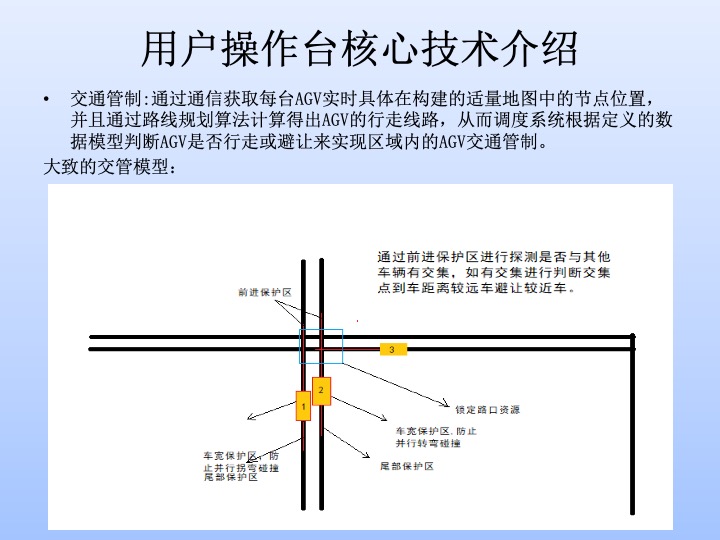 用户操作台核心技术介绍
• 交通管制:通过通信获取每台AGV实时具体在构建的适量地图中的节点位置，
并且通过路线规划算法计算得出AGV的行走线路，从而调度系统根据定义的数
据模型判断AGV是否行走或避让来实现区域内的AGV交通管制。
大致的交管模型：
通过前进保护区进行探测是否与其他
车辆有交集，如有交集进行判断交集
点到车距离较远车避让较近车。
前进保护区
3
2
1
锁定路口资源
车宽保护区,防止
并行转弯碰撞
车宽保护区，防
止并行拐弯碰撞
尾部保护区
尾部保护区